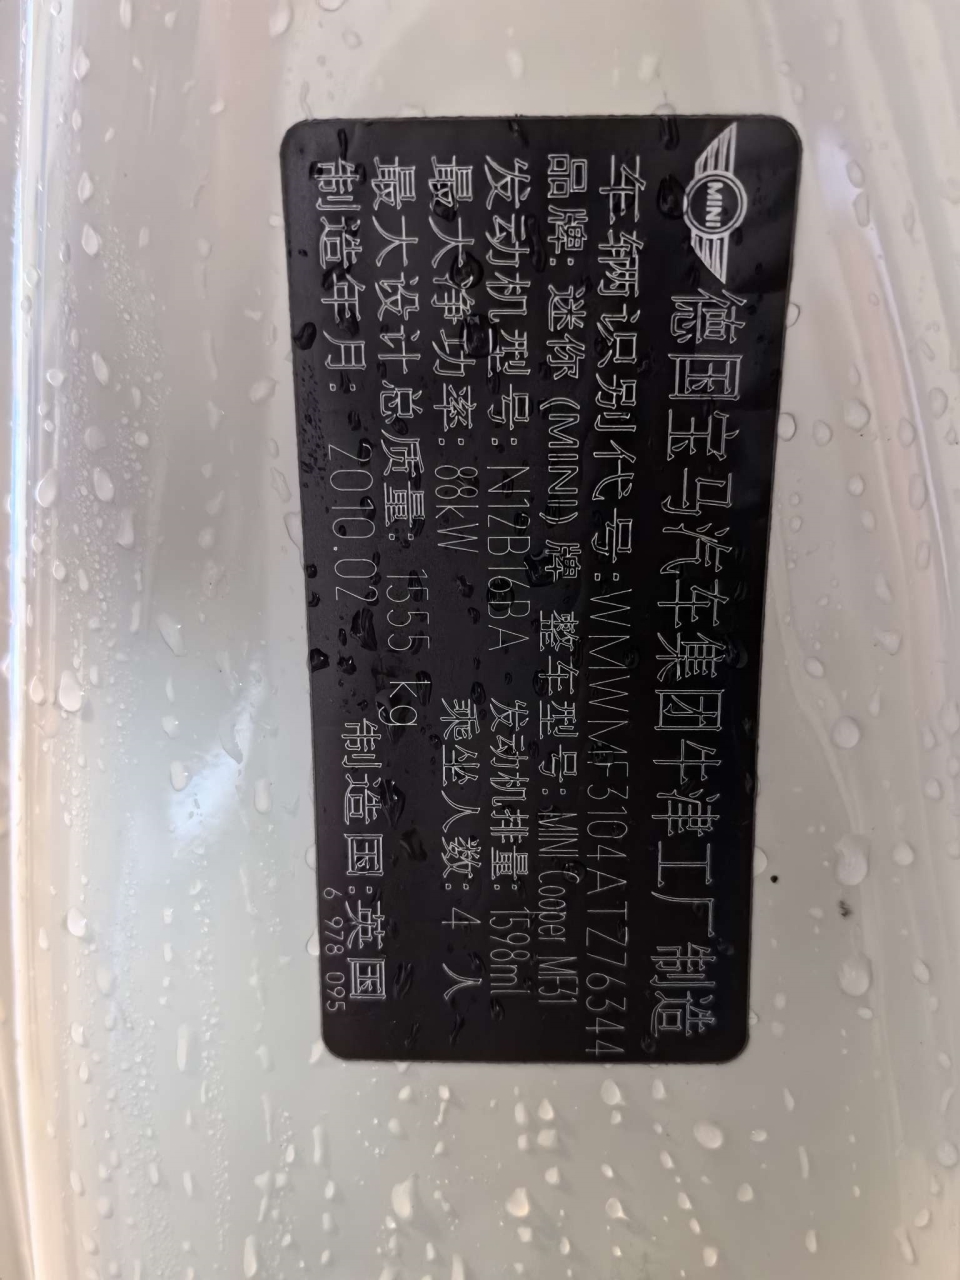 MINI
德国宝马汽车集团牛津工厂制造
车辆识别代号:WMWMF3104ATZ76344
品牌: 迷你 (MINI) 牌 整车型号: MINI Cooper MF31
发动机型号: N12B16BA 发动机排量: 1598ml
最大净功率: 88kW 乘坐人数: 4 人
最大设计总质量: 1555 kg
制造年月: 2010.02 制造国:英国
6 978 095